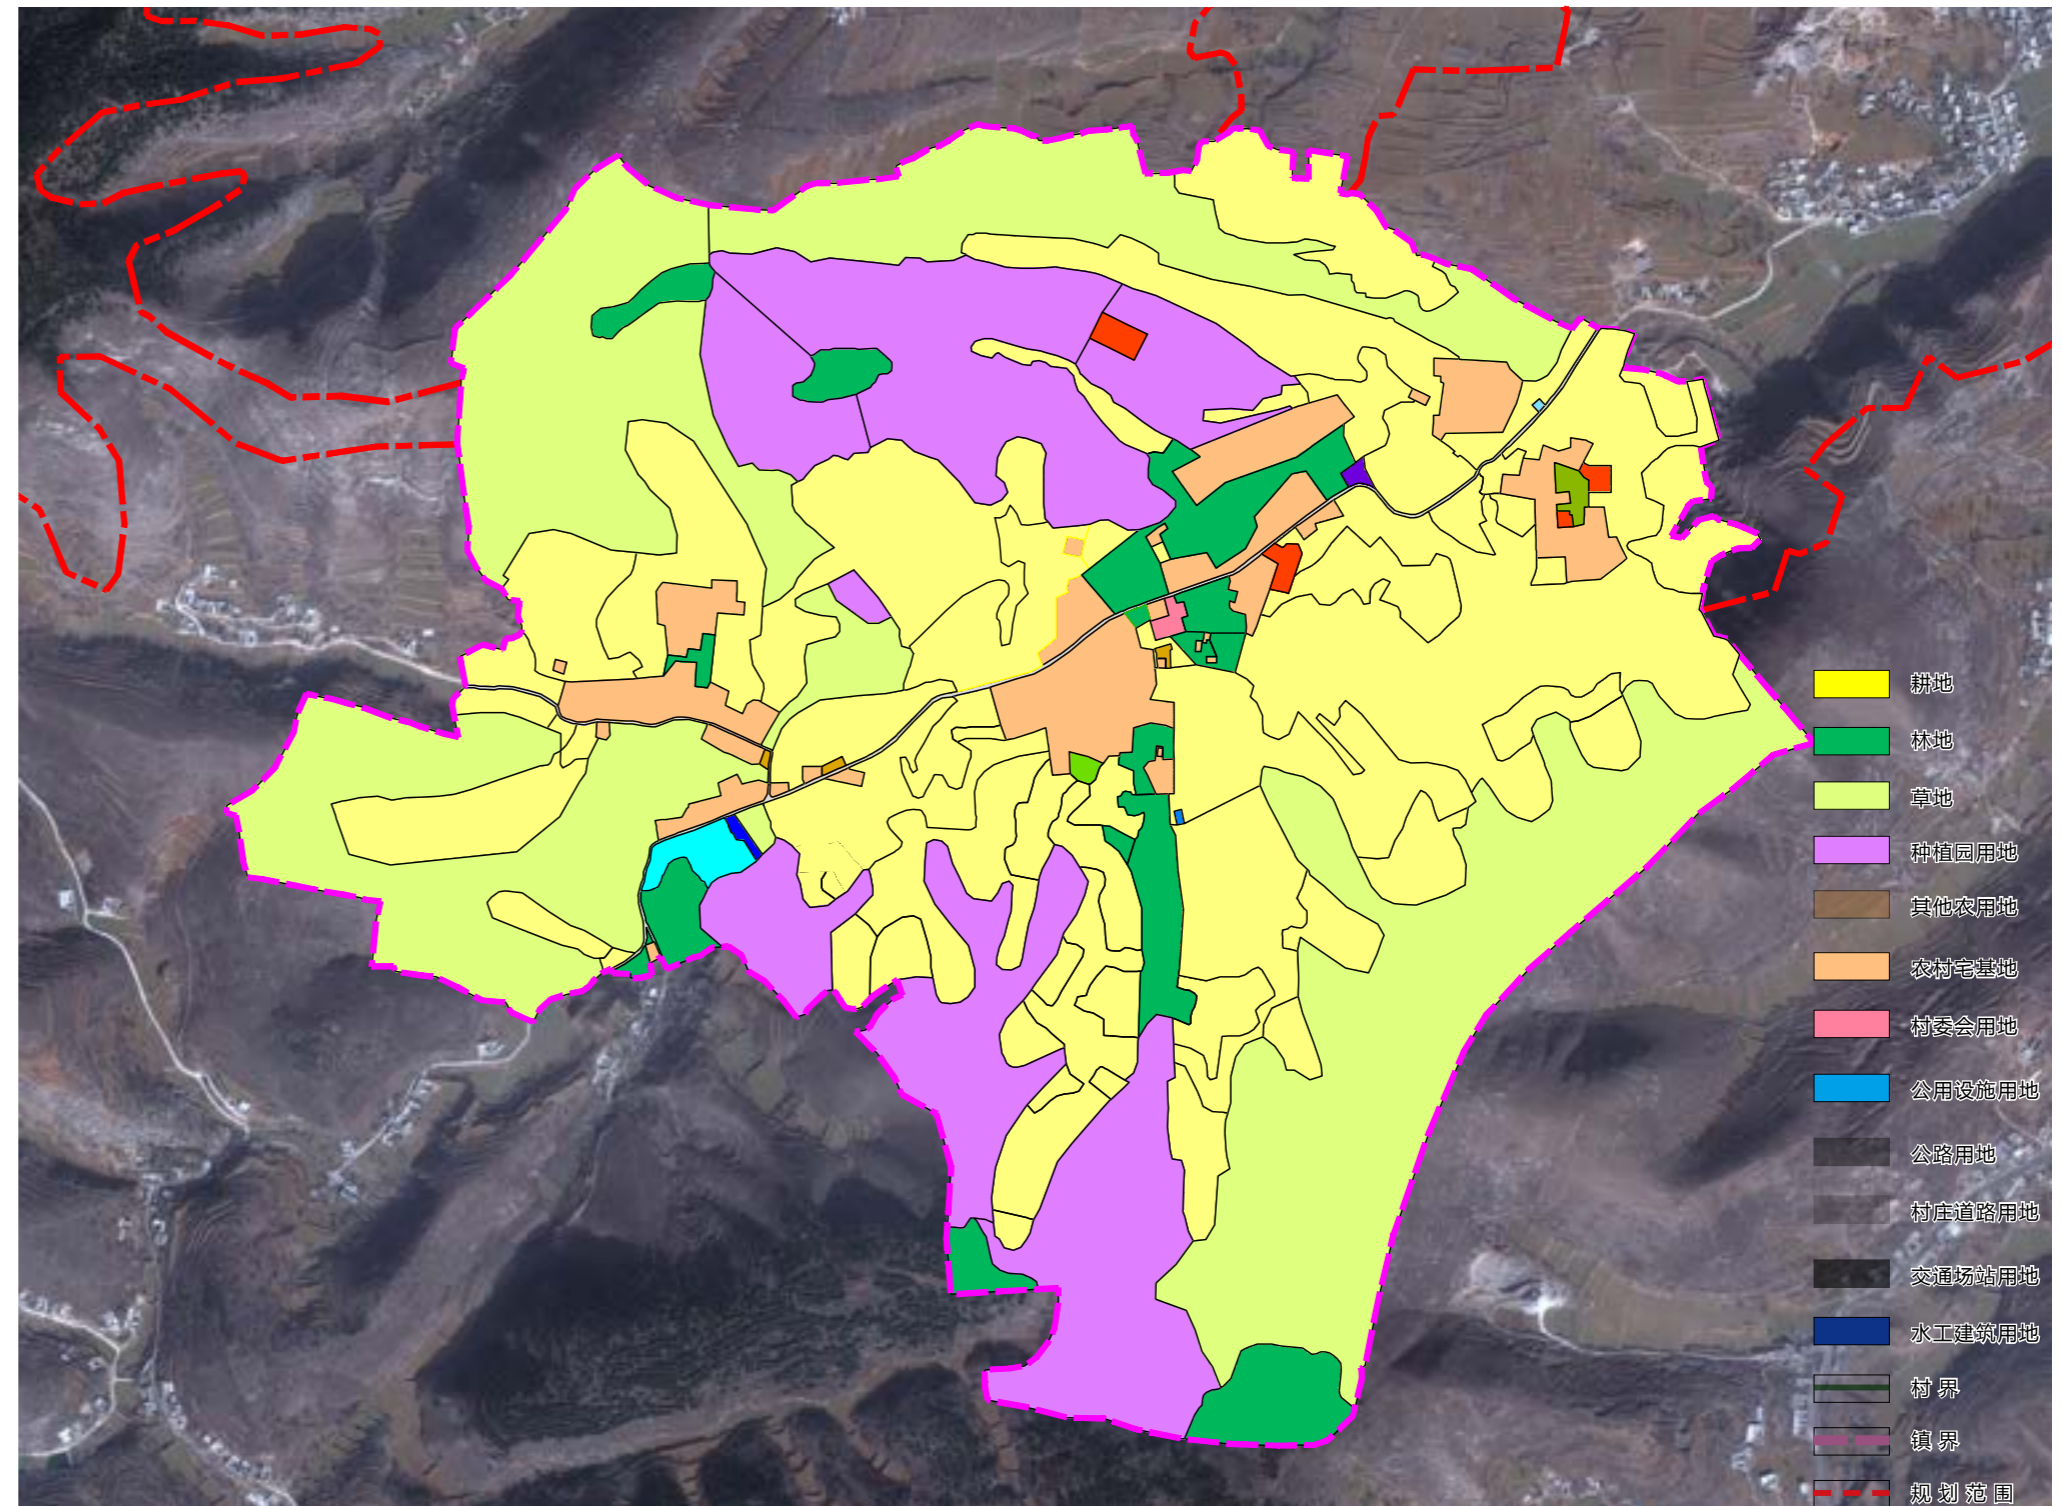 耕地
林地
草地
种植园用地
其他农用地
农村宅基地
村委会用地
公用设施用地
公路用地
村庄道路用地
交通场站用地
水工建筑用地
村 界
镇 界
规 划 范 围